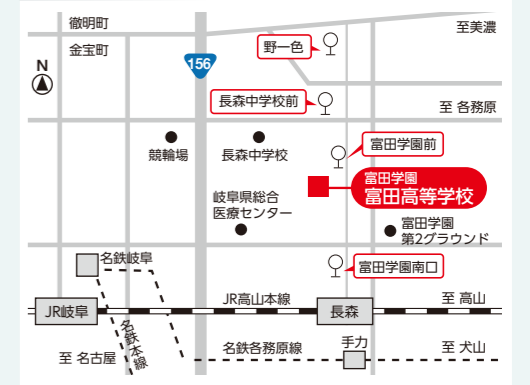 徹明町
至美濃
金宝町
野一色
N
156
長森中学校前
至 各務原
富田学園前
競輪場
長森中学校
富田学園
富田高等学校
岐阜県総合
医療センター
富田学園
第2グラウンド
名鉄岐阜
富田学園南口
JR高山本線
至 高山
JR岐阜
長森
名鉄本線
手力
名鉄各務原線
至 犬山
至 名古屋